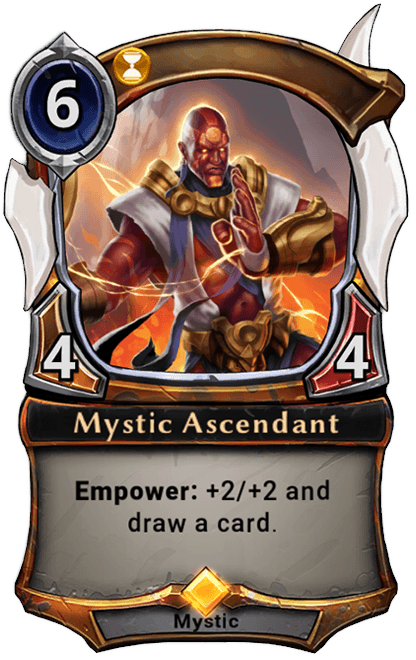 6
4
4
Mystic Ascendant
Empower: +2/+2 and
draw a card.
Mystic